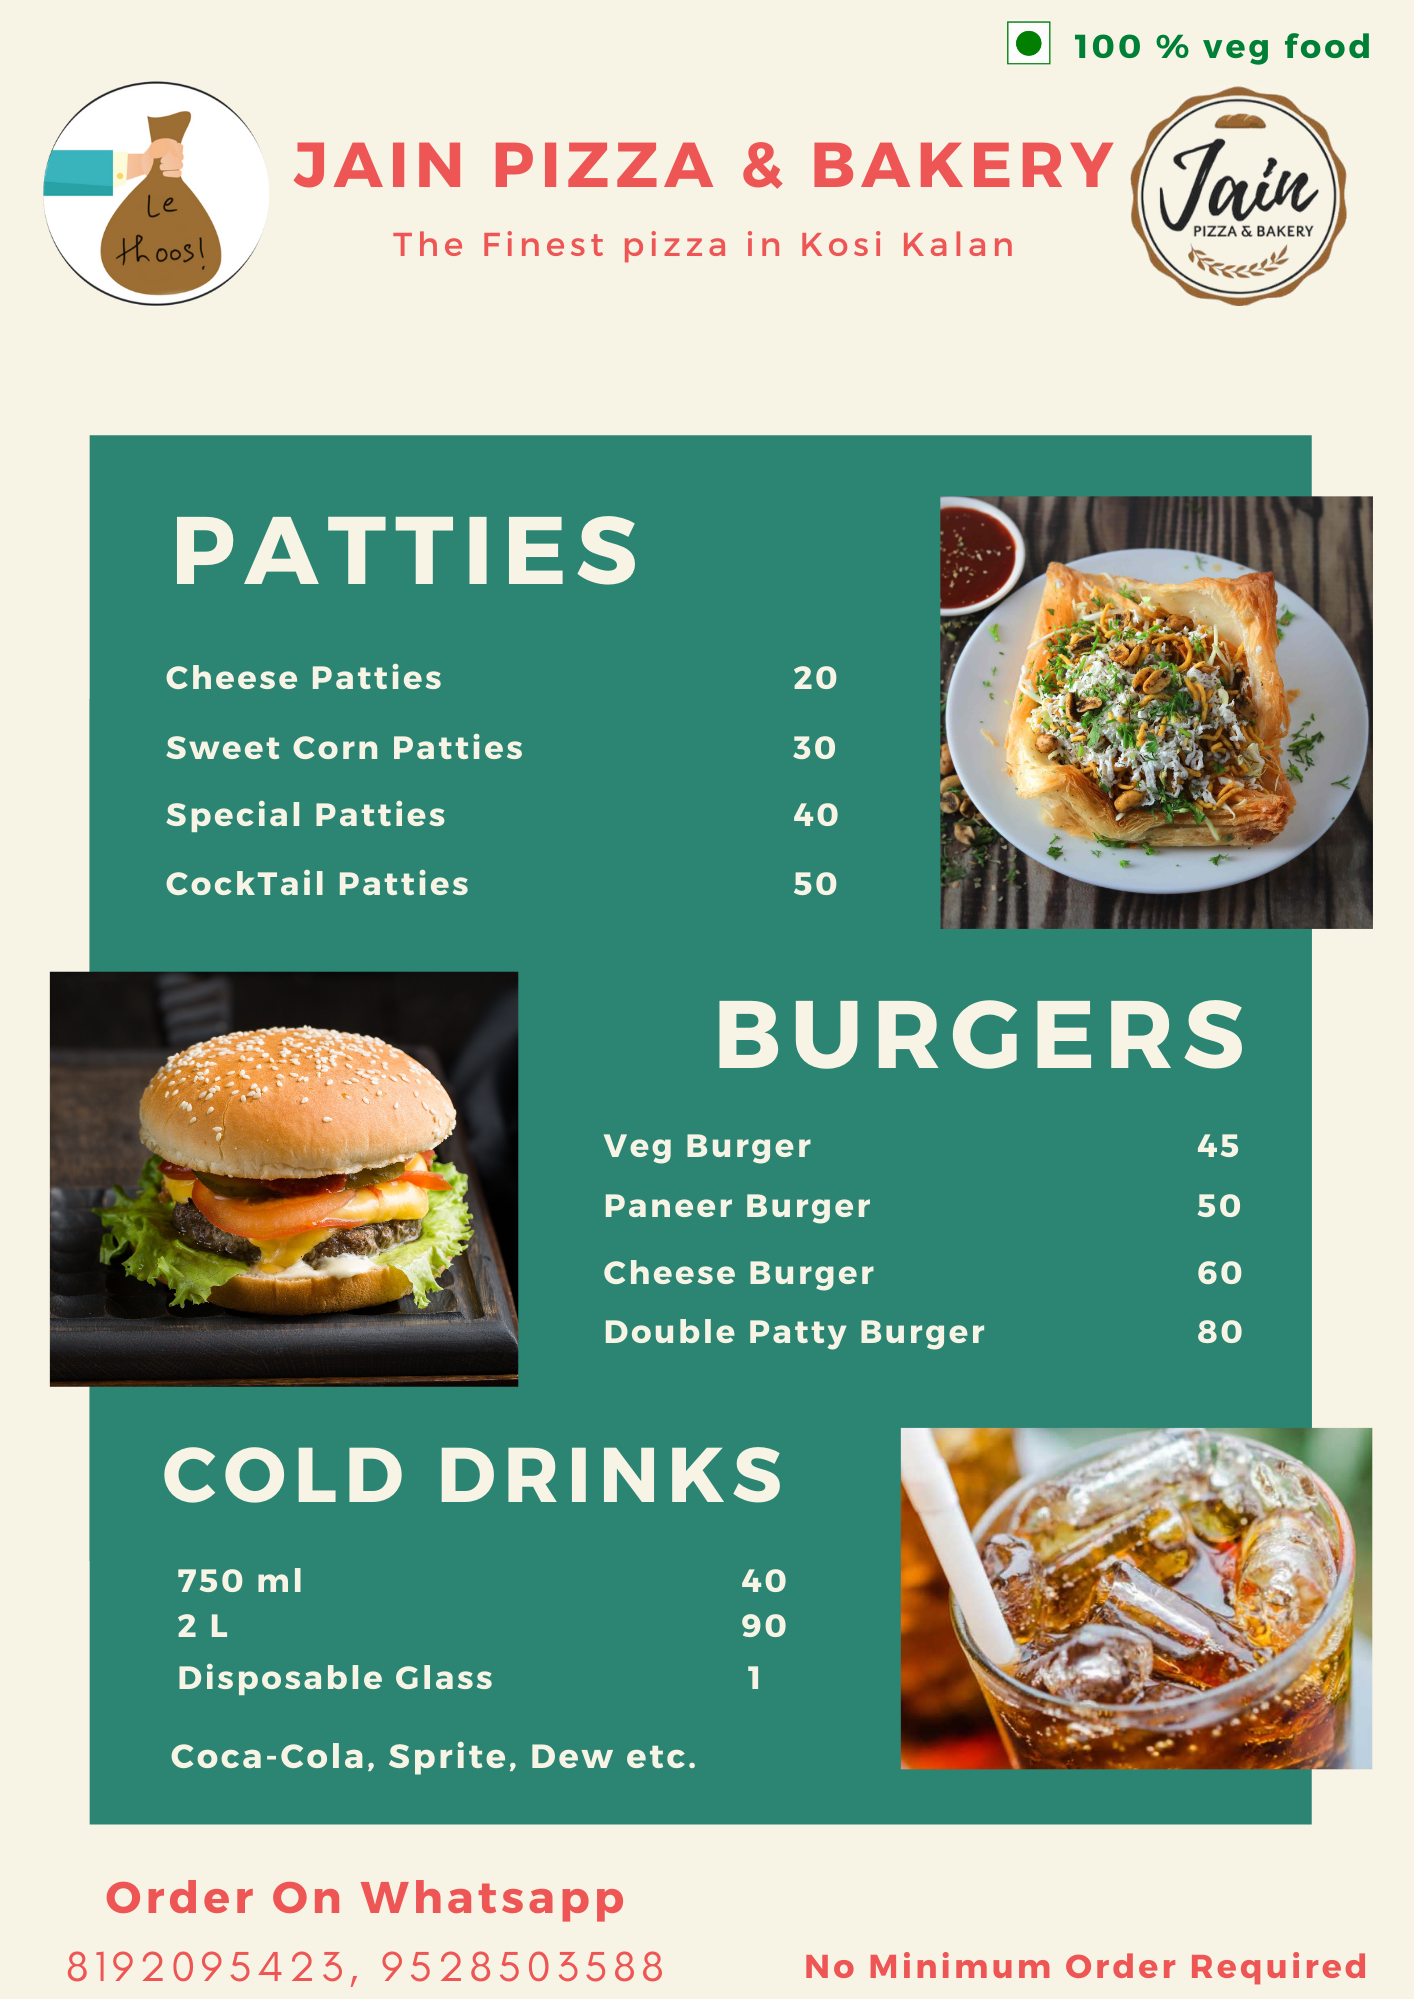 100 % veg food
Le
thoos!
JAIN PIZZA & BAKERY
The Finest pizza in Kosi Kalan
Jain
PIZZA & BAKERY
PATTIES
Cheese Patties 20
Sweet Corn Patties 30
Special Patties 40
CockTail Patties 50
BURGERS
Veg Burger 45
Paneer Burger 50
Cheese Burger 60
Double Patty Burger 80
COLD DRINKS
750 ml 40
2 L 90
Disposable Glass 1
Coca-Cola, Sprite, Dew etc.
Order On Whatsapp
8192095423, 9528503588
No Minimum Order Required